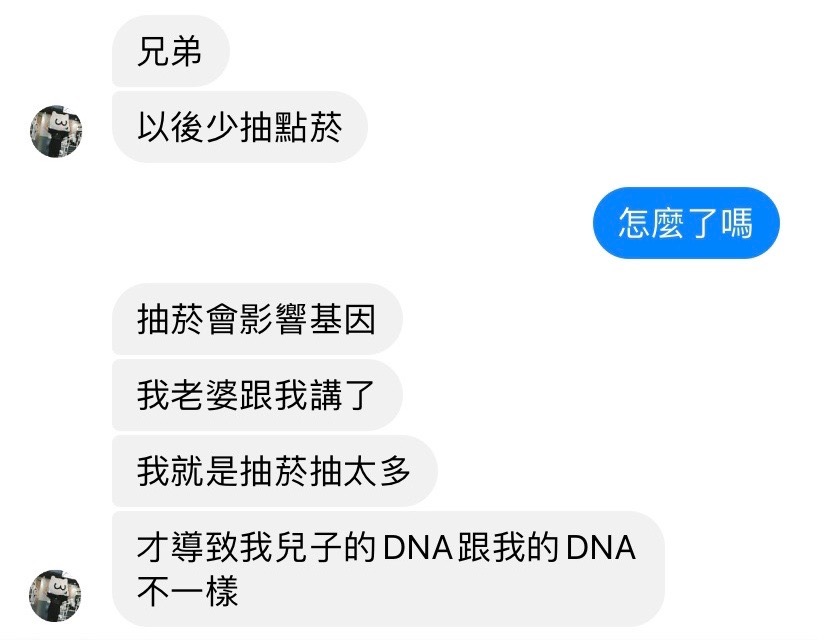 兄弟
以後少抽點菸
怎麼了嗎
抽菸會影響基因
我老婆跟我講了
我就是抽菸抽太多
才導致我兒子的DNA跟我的DNA
不一樣